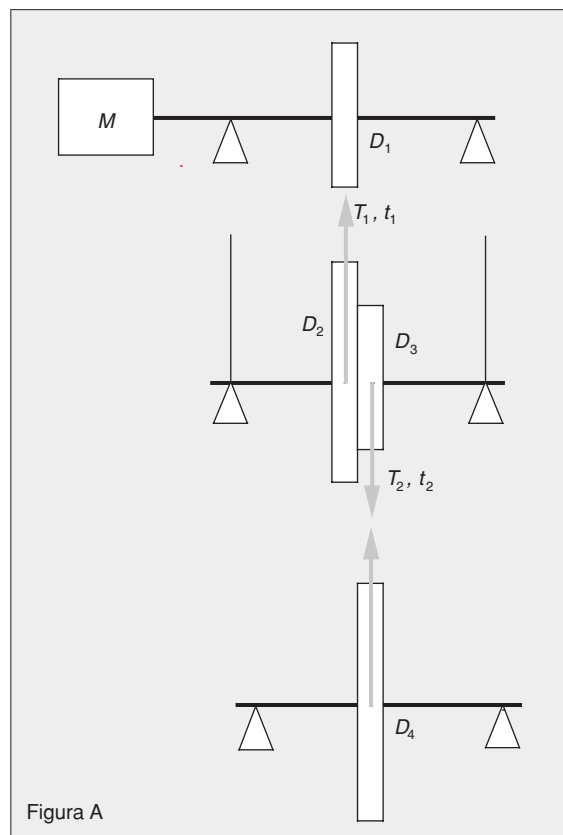 M
D₁
T₁, t₁
D₂
D₃
T₂, t₂
D₄
Figura A